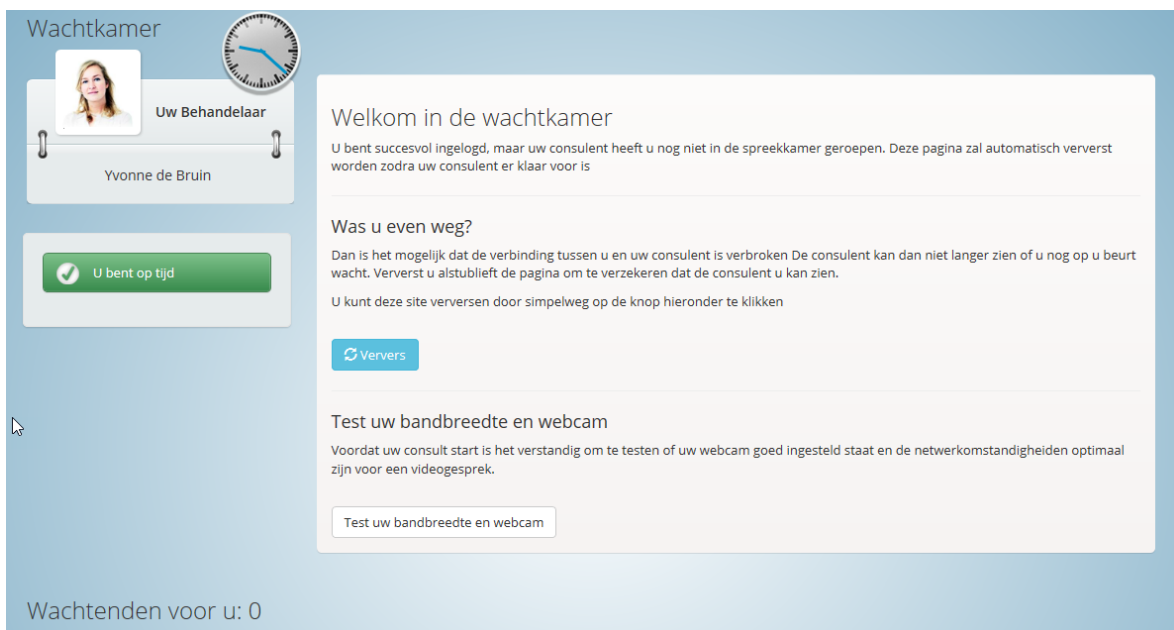 Wachtkamer
Uw Behandelaar
Yvonne de Bruin
U bent op tijd
Welkom in de wachtkamer
U bent succesvol ingelogd, maar uw consulent heeft u nog niet in de spreekkamer geroepen. Deze pagina zal automatisch ververst
worden zodra uw consulent er klaar voor is
Was u even weg?
Dan is het mogelijk dat de verbinding tussen u en uw consulent is verbroken De consulent kan dan niet langer zien of u nog op u beurt
wacht. Ververst u alstublieft de pagina om te verzekeren dat de consulent u kan zien.
U kunt deze site verversen door simpelweg op de knop hieronder te klikken
Ververs
Test uw bandbreedte en webcam
Voordat uw consult start is het verstandig om te testen of uw webcam goed ingesteld staat en de netwerkomstandigheden optimaal
zijn voor een videogesprek.
Test uw bandbreedte en webcam
Wachtenden voor u: 0